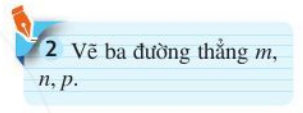 2 Vẽ ba đường thẳng m,
n, p.